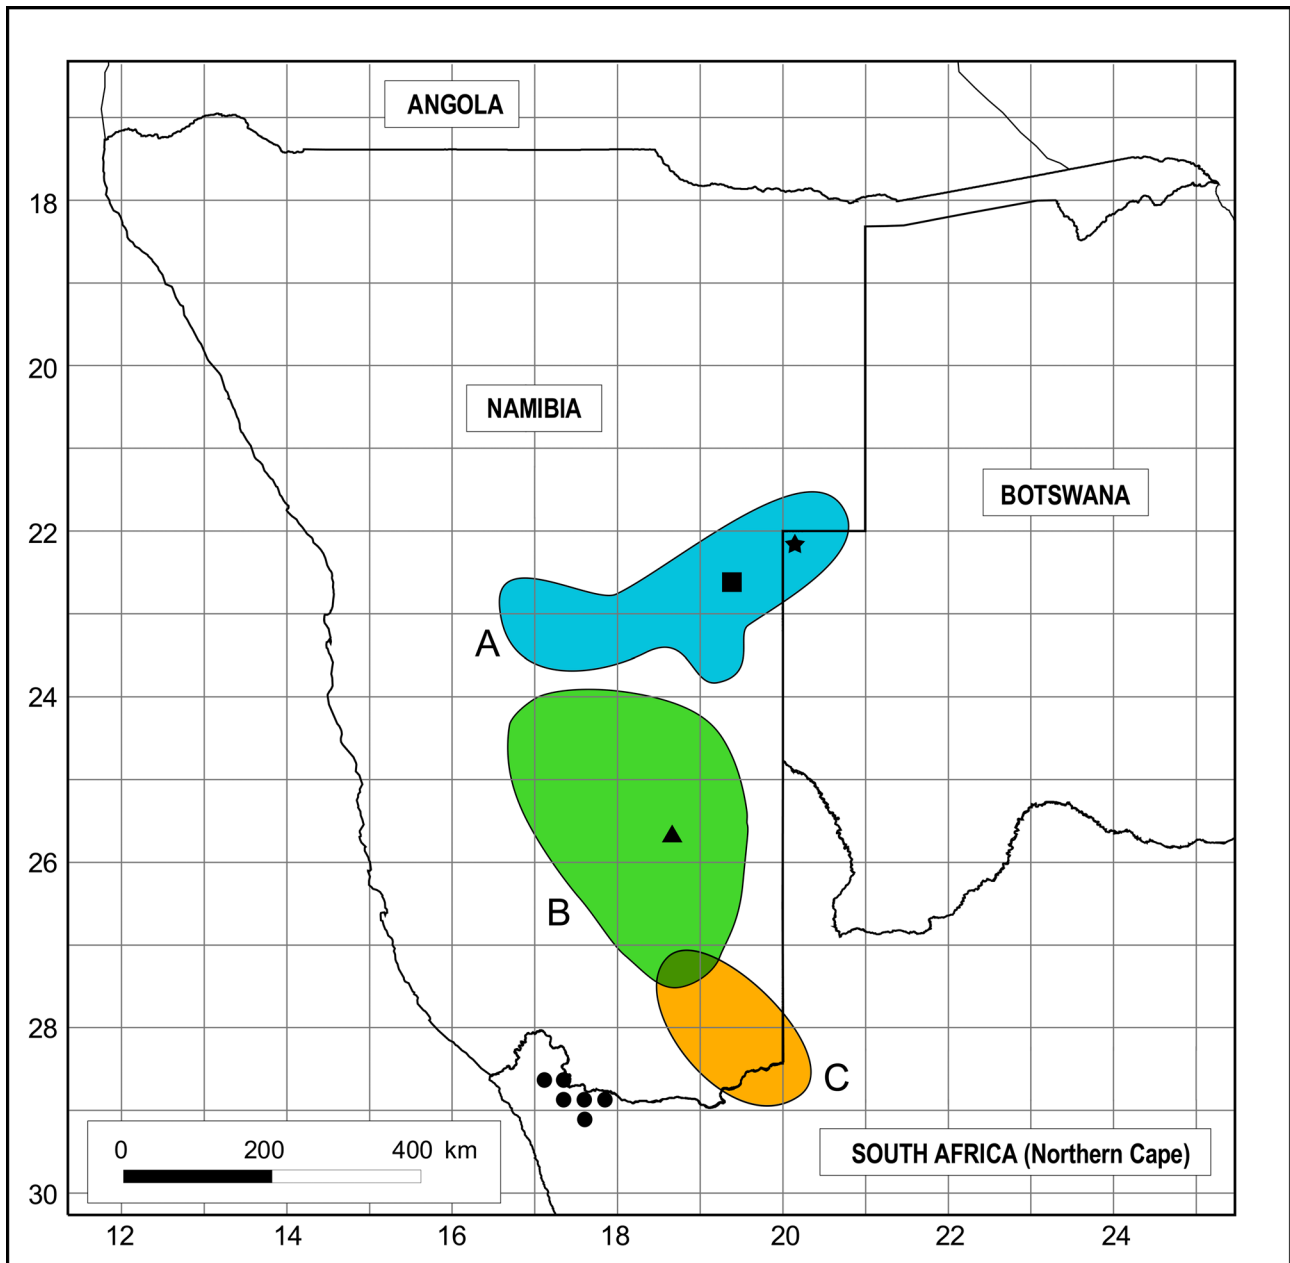 ANGOLA
18
20
NAMIBIA
BOTSWANA
22
A
24
26
B
28
C
0 200 400 km
SOUTH AFRICA (Northern Cape)
30
12 14 16 18 20 22 24